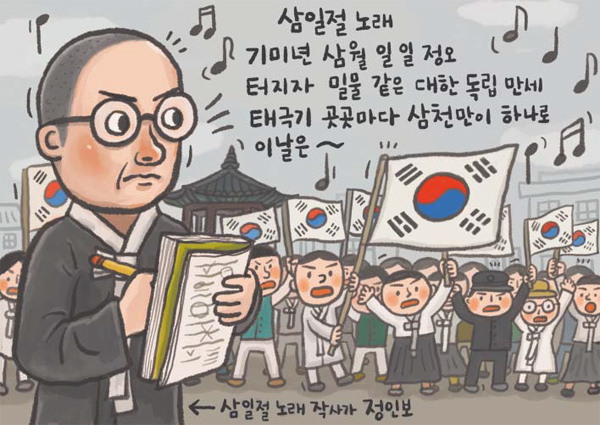 삼일절 노래
기미년 삼월 일일 정오
터지자 밀물 같은 대한 독립 만세
태극기 곳곳마다 삼천만이 하나로
이날은~
← 삼일절 노래 작사가 정인보